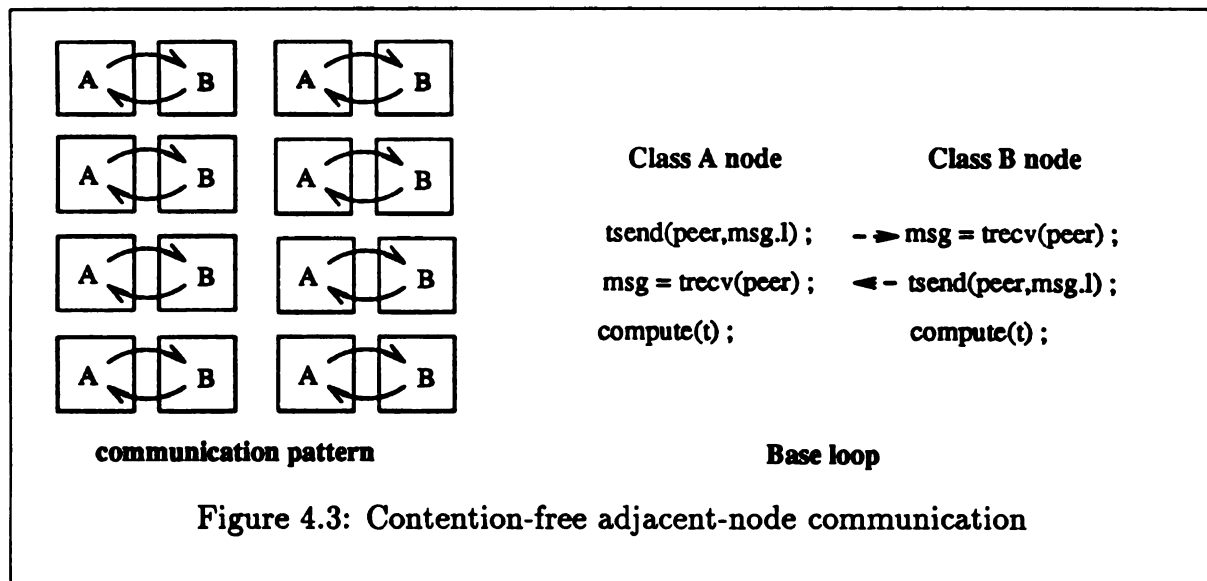 A B A B
A B A B
A B A B
A B A B
communication pattern
Class A node Class B node
tsend(peer,msg.l) ; msg = trecv(peer) ;
msg = trecv(peer) ; tsend(peer,msg.l) ;
compute(t) ; compute(t) ;
Base loop
Figure 4.3: Contention-free adjacent-node communication